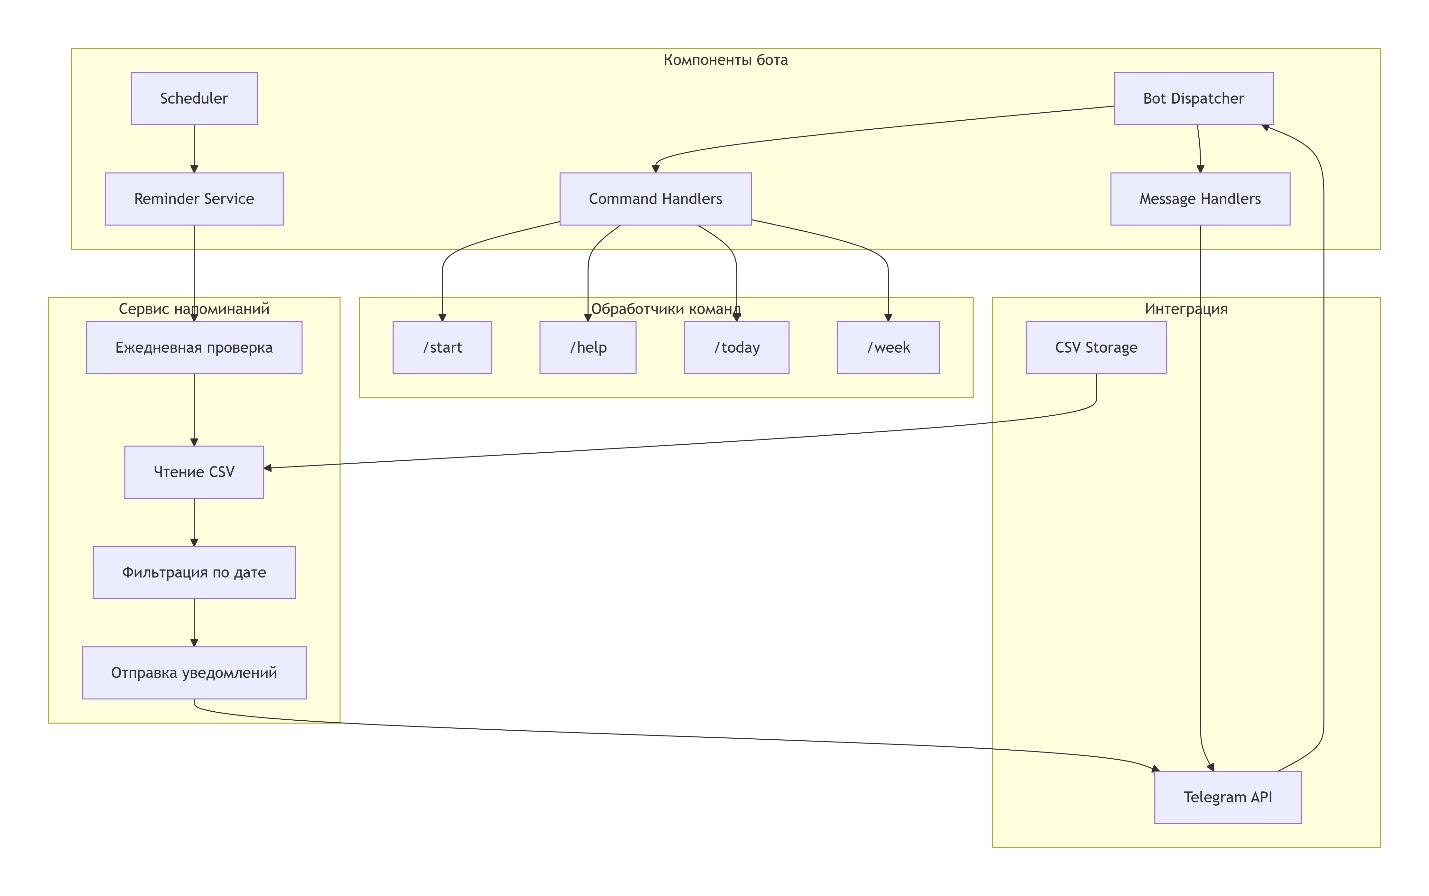 Компоненты бота
Scheduler
Bot Dispatcher
Reminder Service
Command Handlers
Message Handlers
Сервис напоминаний
Обработчики команд
Интеграция
Ежедневная проверка
/start
/help
/today
/week
CSV Storage
Чтение CSV
Фильтрация по дате
Отправка уведомлений
Telegram API